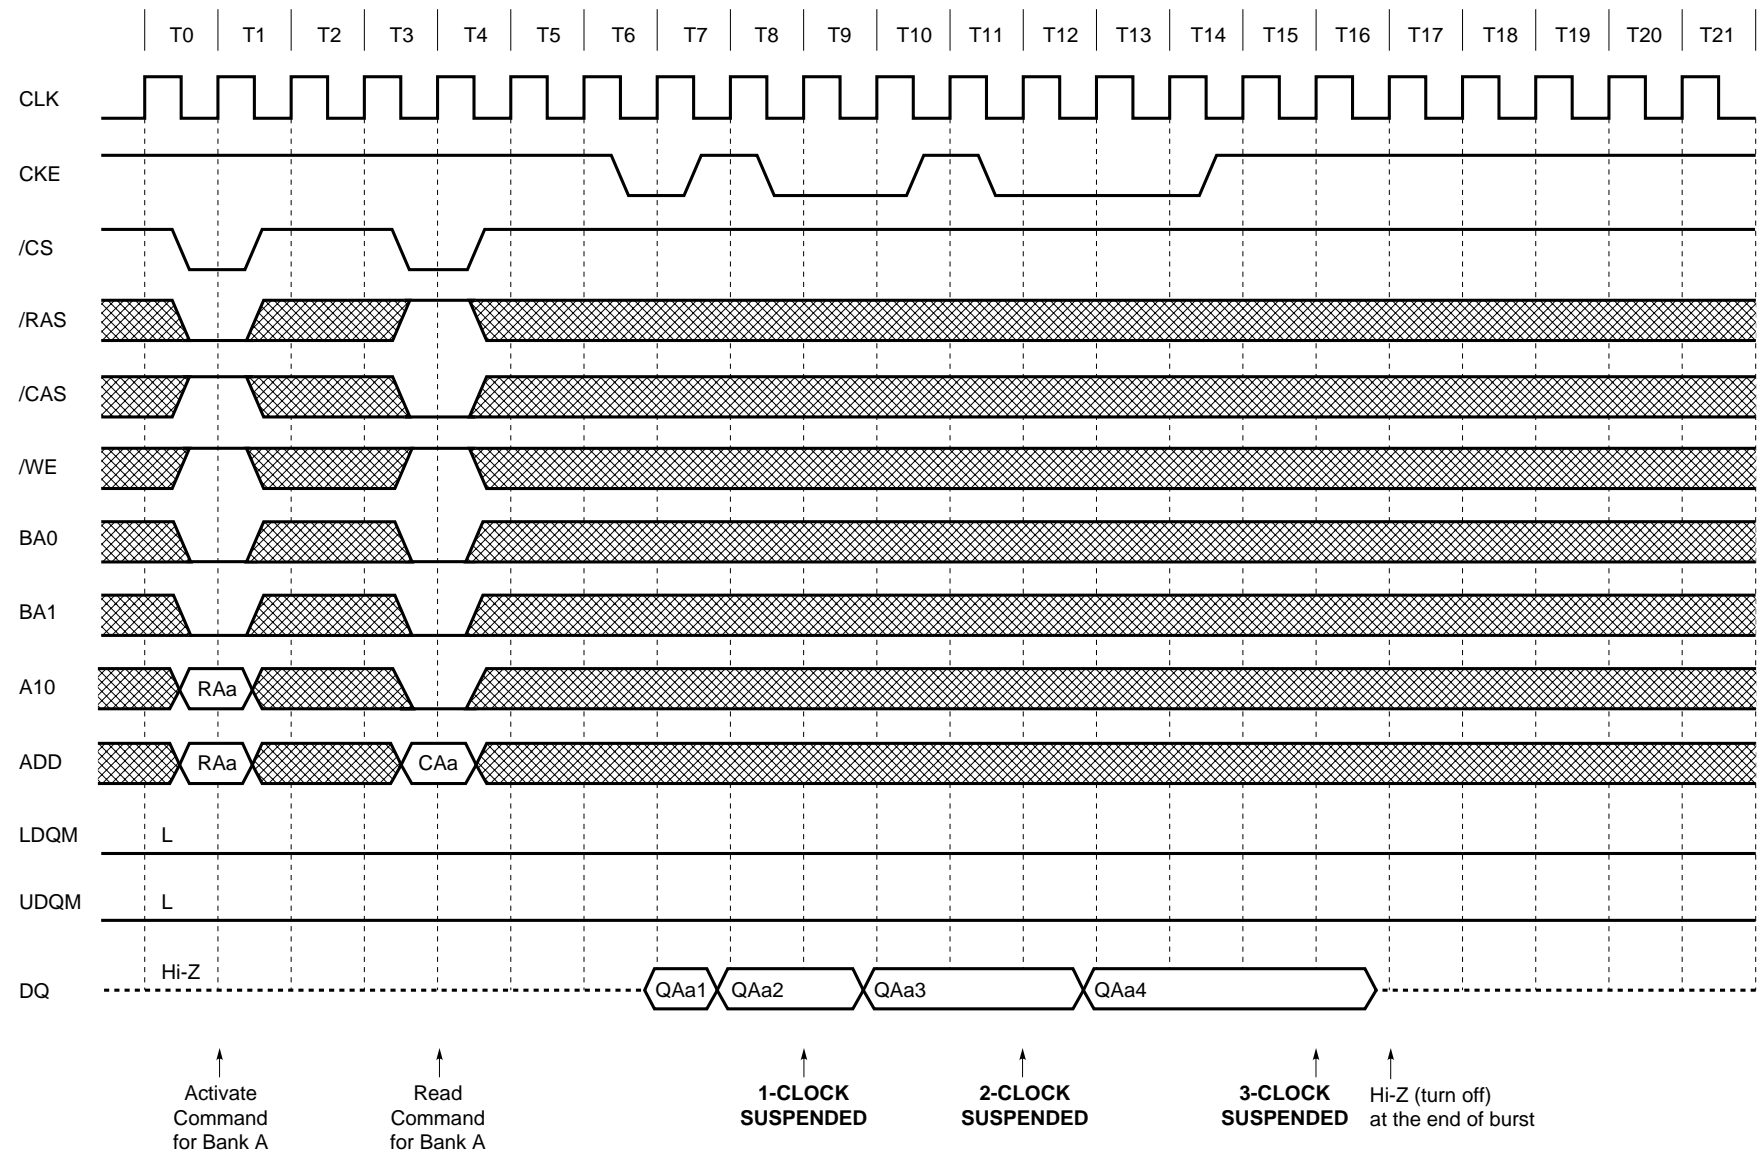 T0 T1 T2 T3 T4 T5 T6 T7 T8 T9 T10 T11 T12 T13 T14 T15 T16 T17 T18 T19 T20 T21
CLK
CKE
/CS
/RAS
/CAS
/WE
BA0
BA1
A10 RAa
ADD RAa CAa
LDQM L
UDQM L
DQ Hi-Z QAa1 QAa2 QAa3 QAa4
Activate
Command
for Bank A
Read
Command
for Bank A
1-CLOCK
SUSPENDED
2-CLOCK
SUSPENDED
3-CLOCK
SUSPENDED
Hi-Z (turn off)
at the end of burst